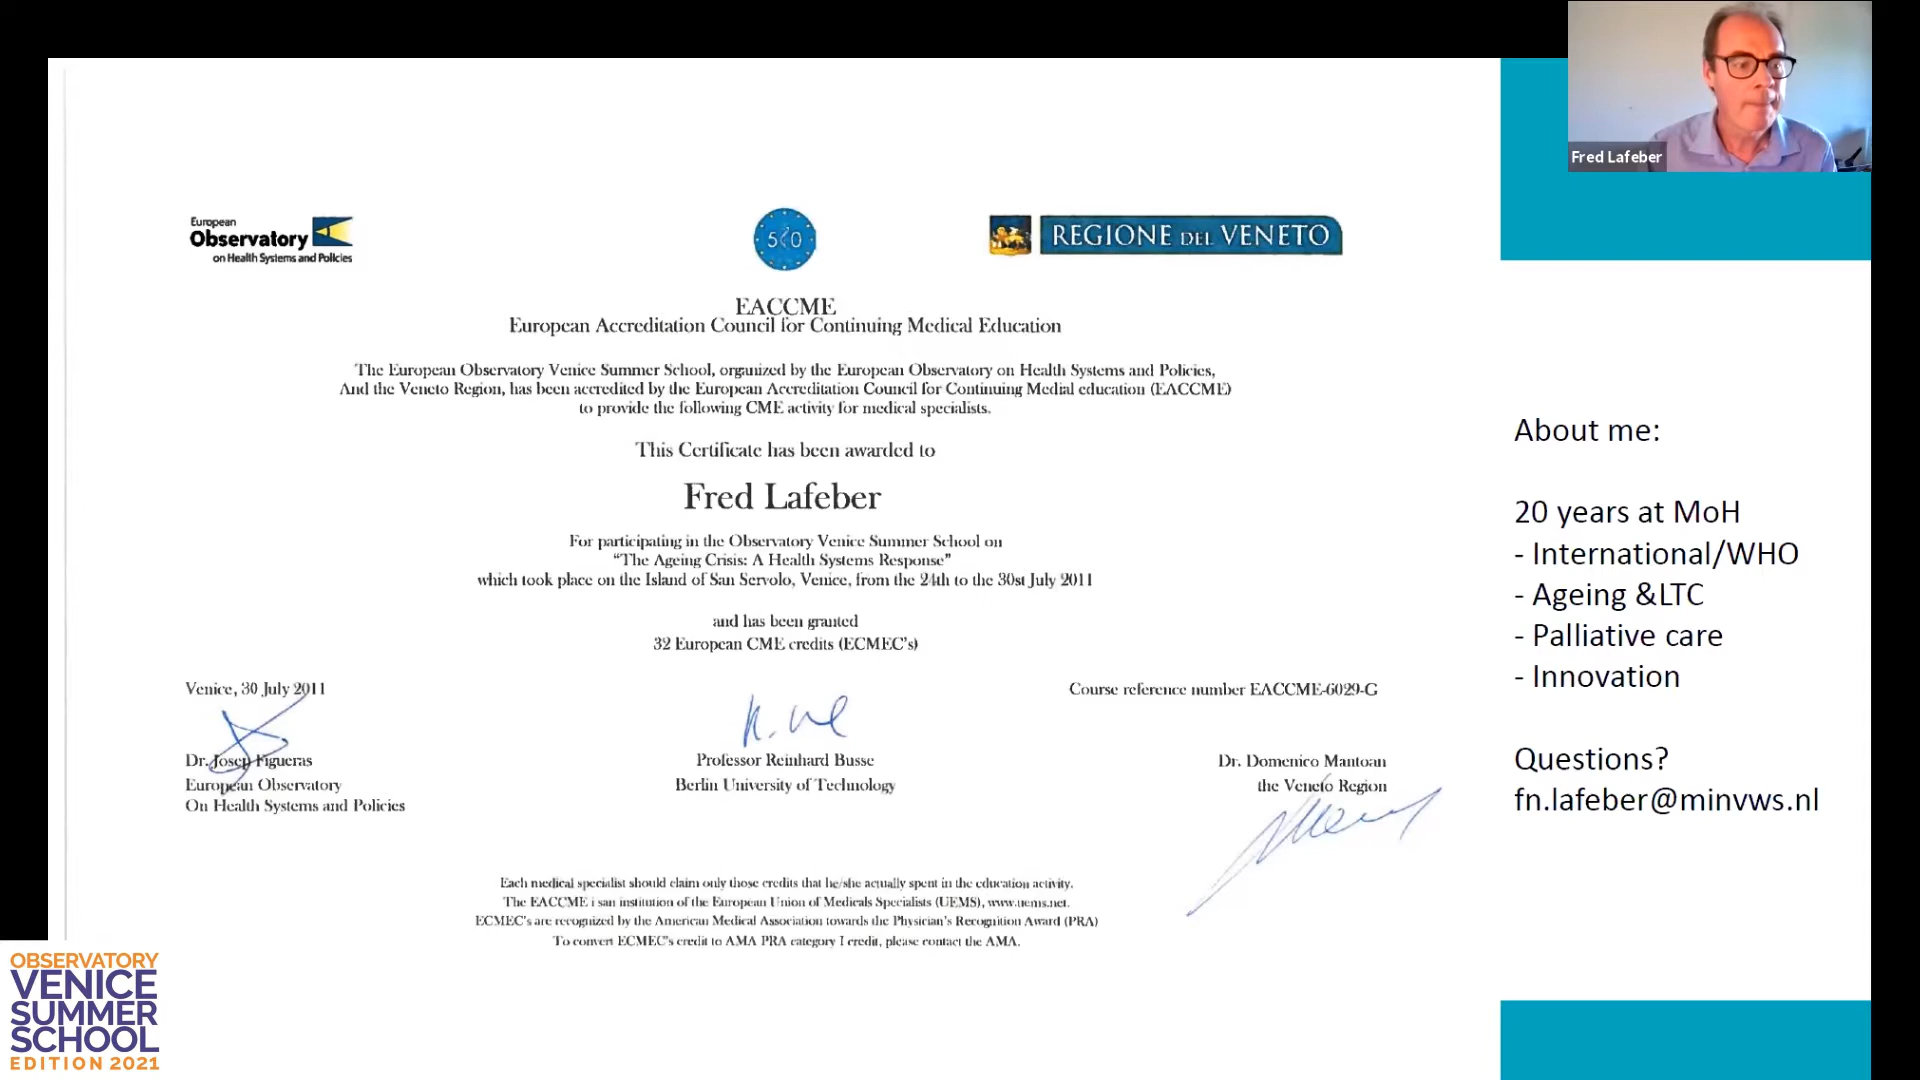 Fred Lafeber
European
Observatory
on Health Systems and Policies
REGIONE DEL VENETO
EACCME
European Accreditation Council for Continuing Medical Education
The European Observatory Venice Summer School, organized by the European Observatory on Health Systems and Policies,
And the Veneto Region, has been accredited by the European Accreditation Council for Continuing Medial education (EACCME)
to provide the following CME activity for medical specialists.
This Certificate has been awarded to
Fred Lafeber
For participating in the Observatory Venice Summer School on
“The Ageing Crisis: A Health Systems Response”
which took place on the Island of San Servolo, Venice, from the 24th to the 30st July 2011
and has been granted
32 European CME credits (ECMEC's)
Venice, 30 July 2011
Course reference number EACCME-6029-G
Dr. Josep Figueras
European Observatory
On Health Systems and Policies
Professor Reinhard Busse
Berlin University of Technology
Dr. Domenico Mantoan
the Veneto Region
Each medical specialist should claim only those credits that he/she actually spent in the education activity.
The EACCME i san institution of the European Union of Medicals Specialists (UEMS), www.uems.net.
ECMEC's are recognized by the American Medical Association towards the Physician's Recognition Award (PRA)
To convert ECMEC's credit to AMA PRA category I credit, please contact the AMA.
About me:
20 years at MoH
- International/WHO
- Ageing &LTC
- Palliative care
- Innovation
Questions?
fn.lafeber@minvws.nl
OBSERVATORY
VENICE
SUMMER
SCHOOL
EDITION 2021